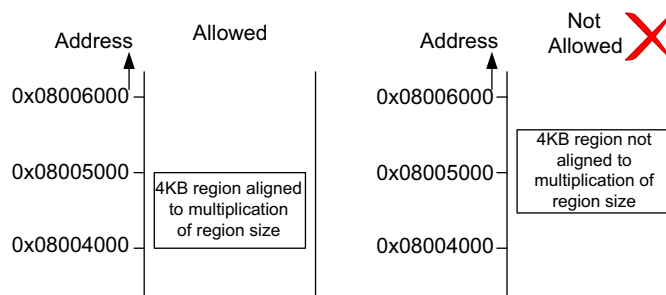 Address
Allowed
0x08006000
0x08005000
4KB region aligned
to multiplication
of region size
0x08004000
Address
Not
Allowed
0x08006000
4KB region not
aligned to
multiplication of
region size
0x08005000
0x08004000